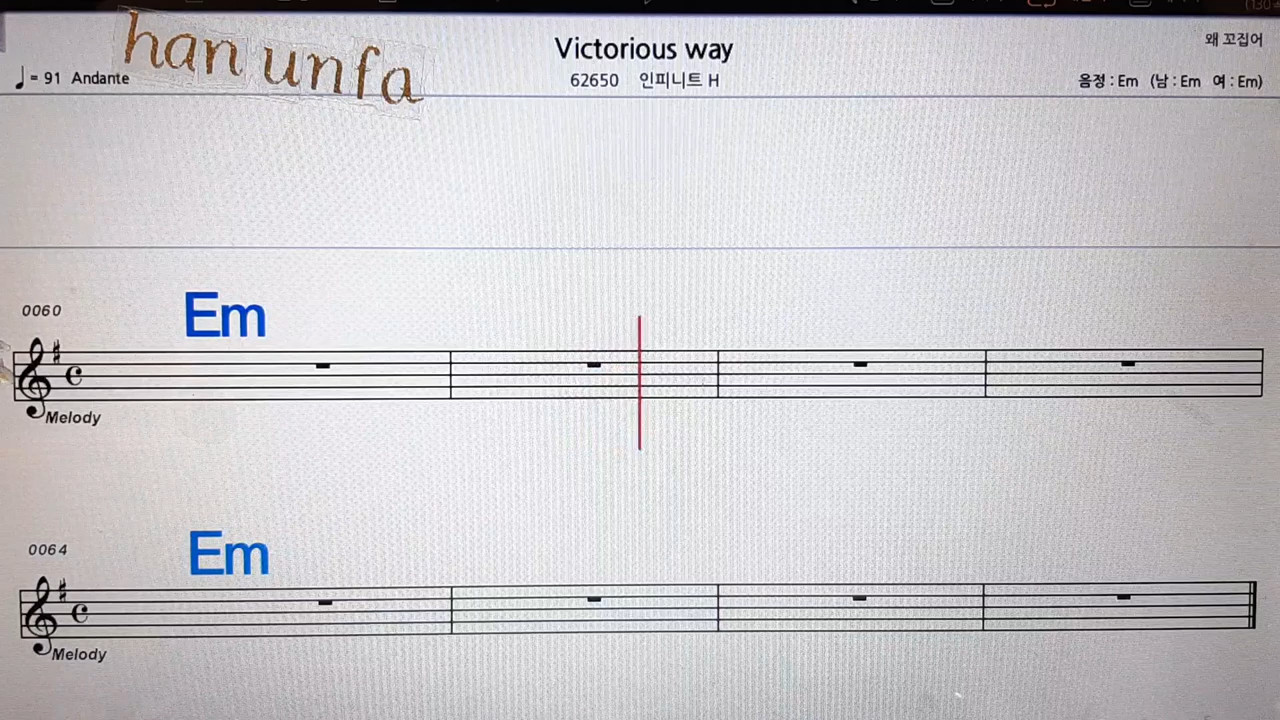 han unfa
Victorious way
왜 꼬집어
♩= 91 Andante
62650 인피니트 H
음정 : Em (남 : Em 여 : Em)
0060
Em
Melody
0064
Em
Melody